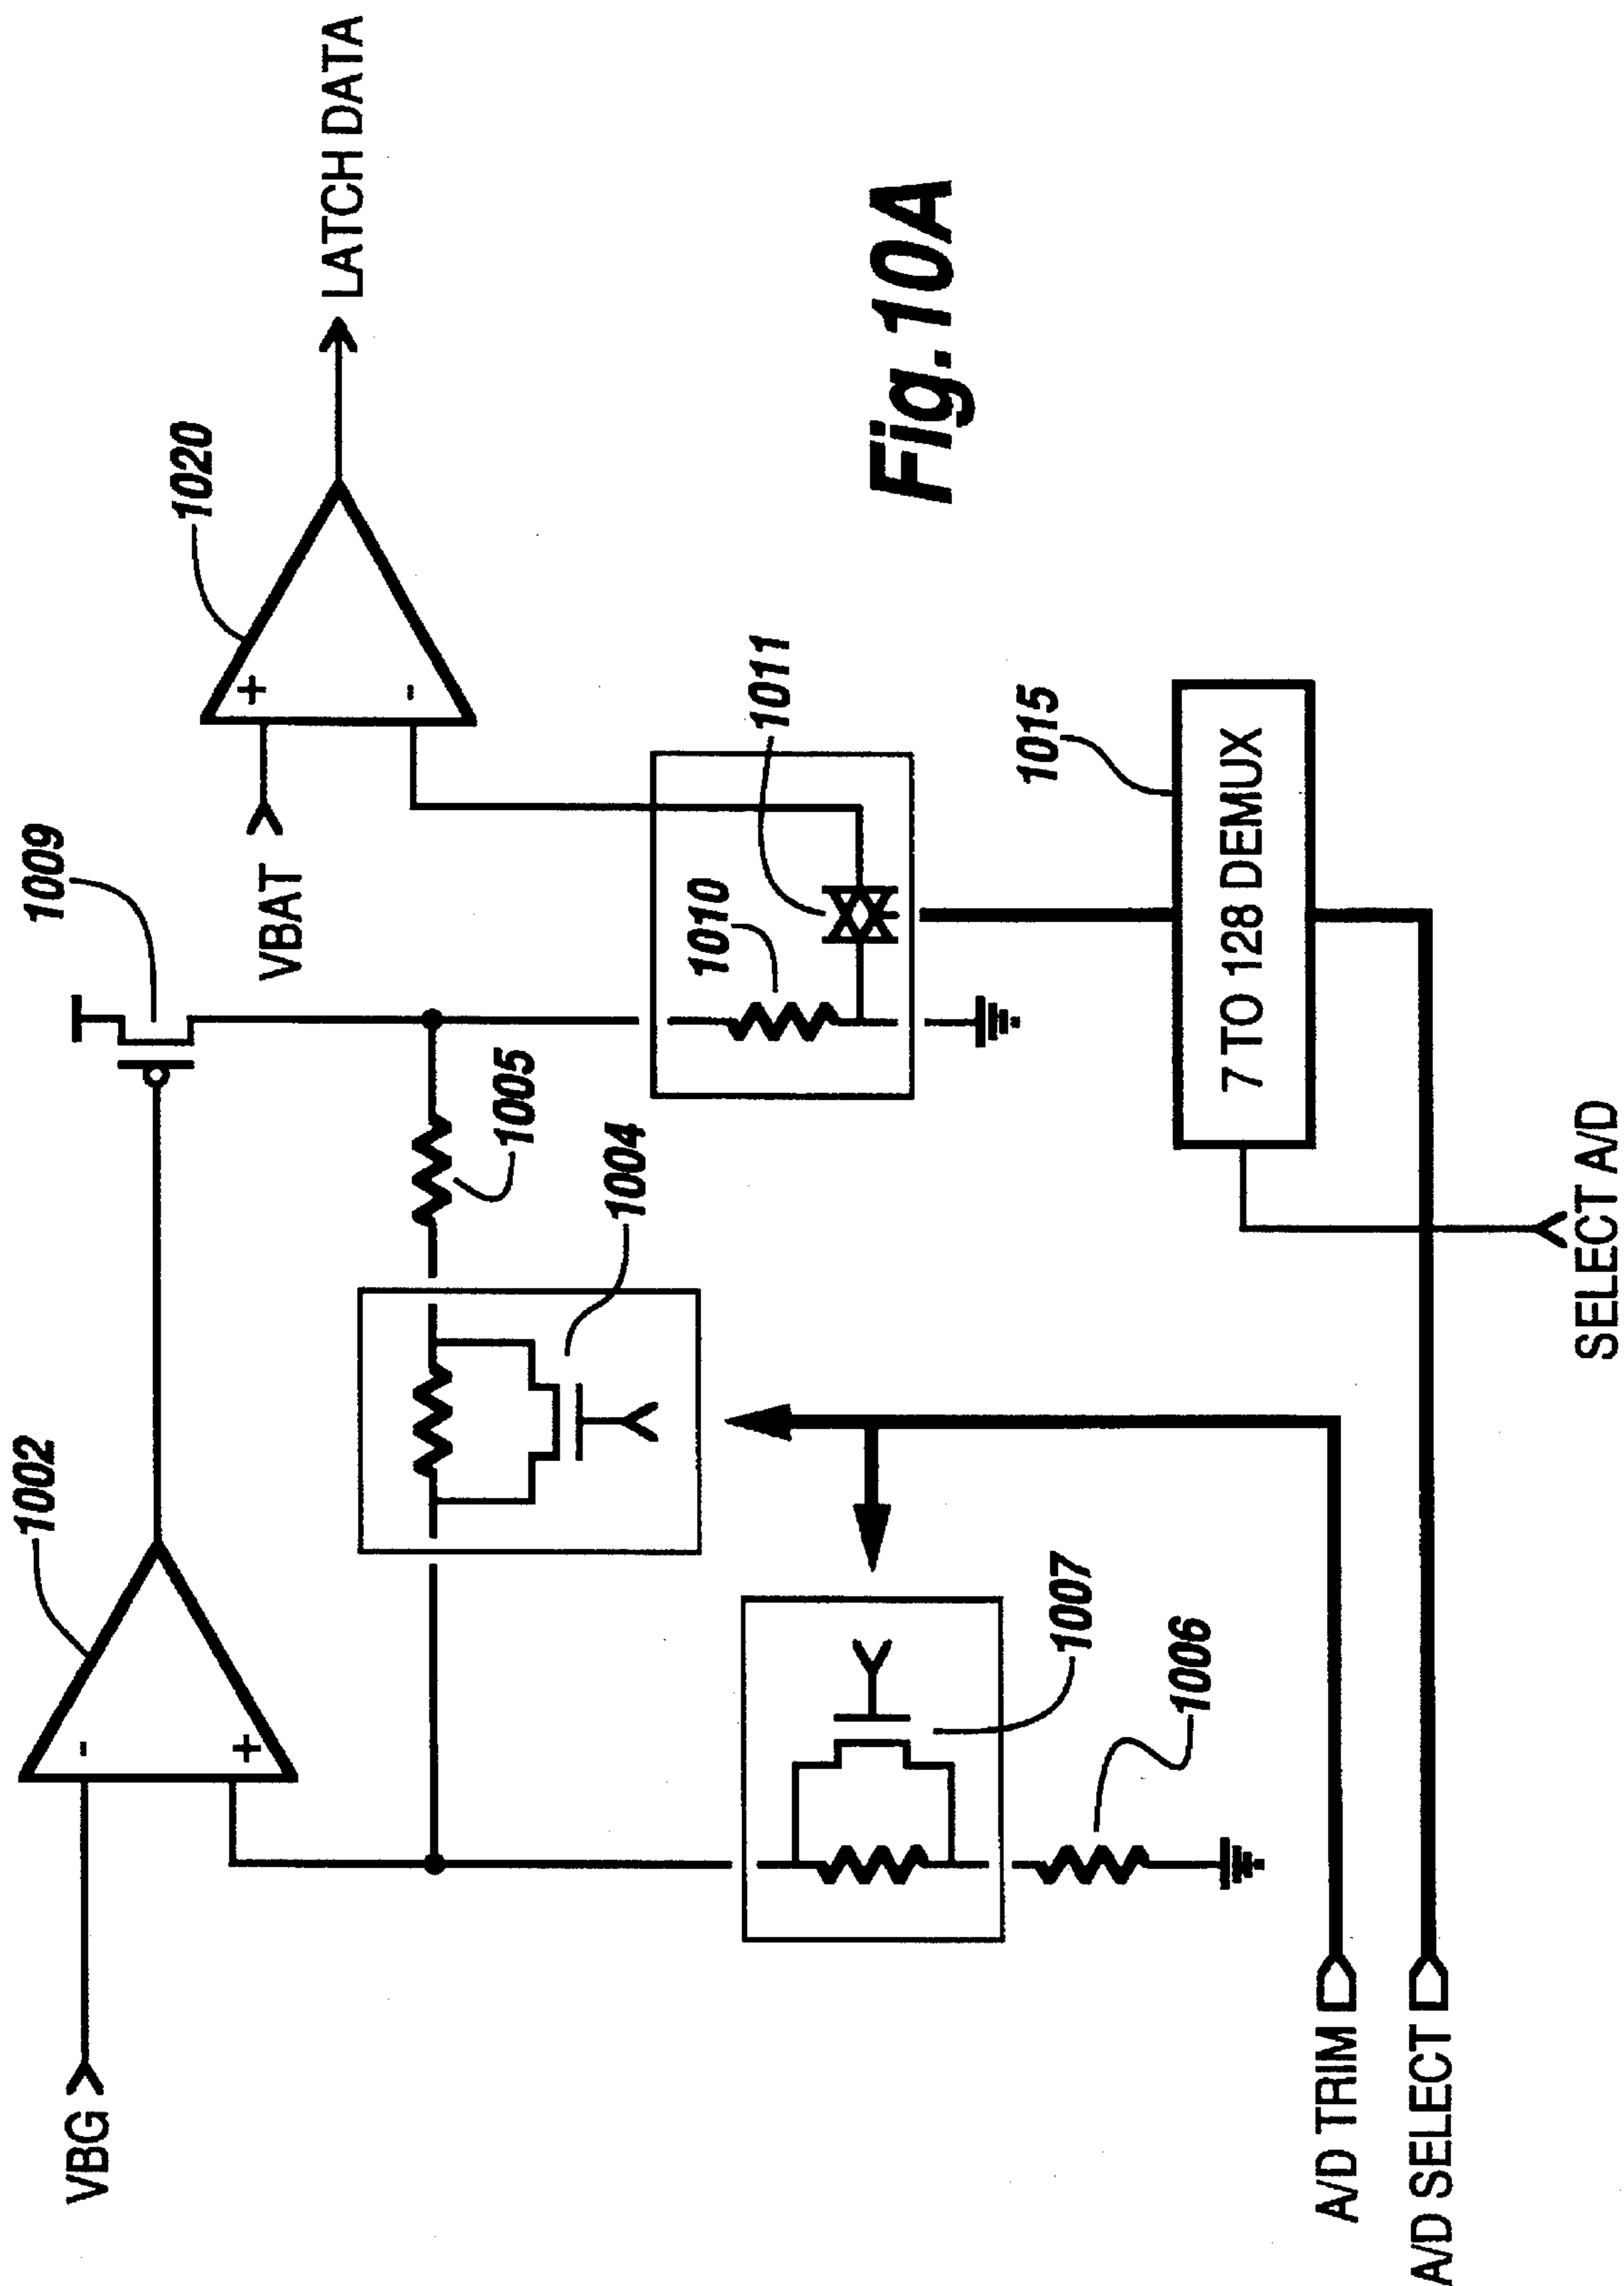 1002
1009
VBG
-
+
1020
VBAT
+
-
LATCH DATA
1005
1004
1010
1011
1007
1006
1015
7 TO 128 DEMUX
A/D TRIM
A/D SELECT
SELECT A/D
Fig.10A